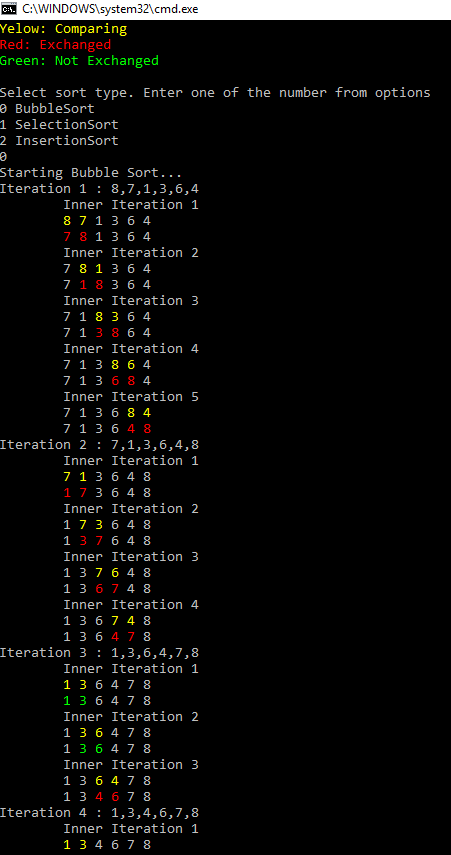 C:\WINDOWS\system32\cmd.exe
Yelow: Comparing
Red: Exchanged
Green: Not Exchanged
Select sort type. Enter one of the number from options
0 BubbleSort
1 SelectionSort
2 InsertionSort
0
Starting Bubble Sort...
Iteration 1 : 8,7,1,3,6,4
Inner Iteration 1
8 7 1 3 6 4
7 8 1 3 6 4
Inner Iteration 2
7 8 1 3 6 4
7 1 8 3 6 4
Inner Iteration 3
7 1 8 3 6 4
7 1 3 8 6 4
Inner Iteration 4
7 1 3 8 6 4
7 1 3 6 8 4
Inner Iteration 5
7 1 3 6 8 4
7 1 3 6 4 8
Iteration 2 : 7,1,3,6,4,8
Inner Iteration 1
7 1 3 6 4 8
1 7 3 6 4 8
Inner Iteration 2
1 7 3 6 4 8
1 3 7 6 4 8
Inner Iteration 3
1 3 7 6 4 8
1 3 6 7 4 8
Inner Iteration 4
1 3 6 7 4 8
1 3 6 4 7 8
Iteration 3 : 1,3,6,4,7,8
Inner Iteration 1
1 3 6 4 7 8
1 3 6 4 7 8
Inner Iteration 2
1 3 6 4 7 8
1 3 6 4 7 8
Inner Iteration 3
1 3 6 4 7 8
1 3 4 6 7 8
Iteration 4 : 1,3,4,6,7,8
Inner Iteration 1
1 3 4 6 7 8